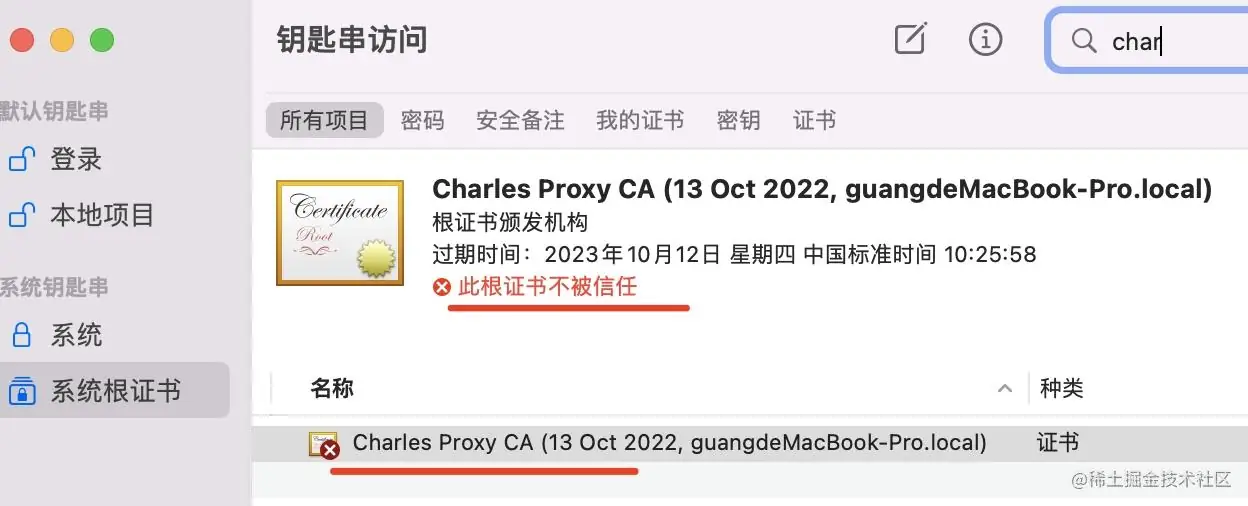 钥匙串访问
char
默认钥匙串
登录
本地项目
系统钥匙串
系统
系统根证书
所有项目 密码 安全备注 我的证书 密钥 证书
Certificate
Root
Charles Proxy CA (13 Oct 2022, guangdeMacBook-Pro.local)
根证书颁发机构
过期时间：2023年10月12日 星期四 中国标准时间 10:25:58
此根证书不被信任
名称 种类
Charles Proxy CA (13 Oct 2022, guangdeMacBook-Pro.local) 证书
@稀土掘金技术社区